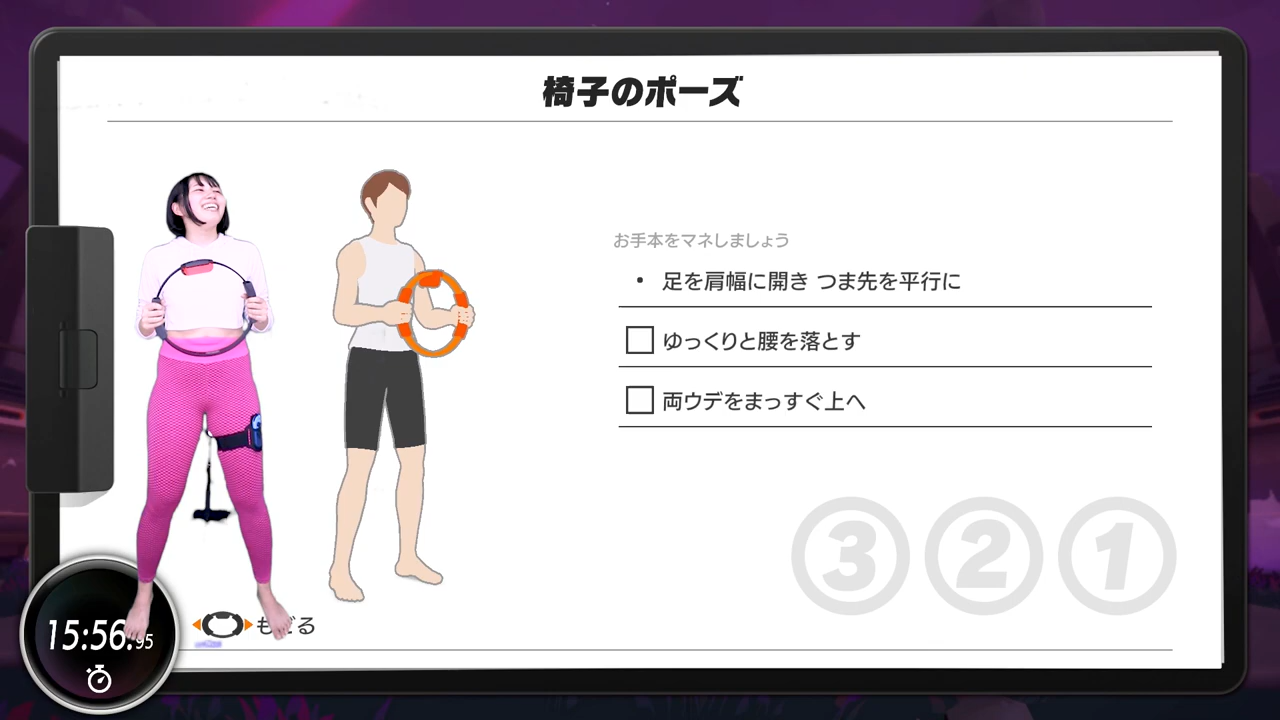 椅子のポーズ
お手本をマネしましょう
・ 足を肩幅に開き つま先を平行に
ゆっくりと腰を落とす
両ウデをまっすぐ上へ
3 2 1
15:56.95
もどる